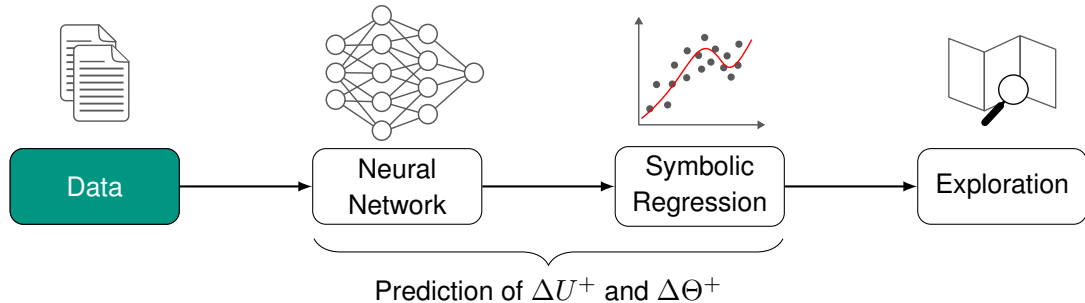 Data
Neural
Network
Symbolic
Regression
Exploration
Prediction of ΔU⁺ and ΔΘ⁺